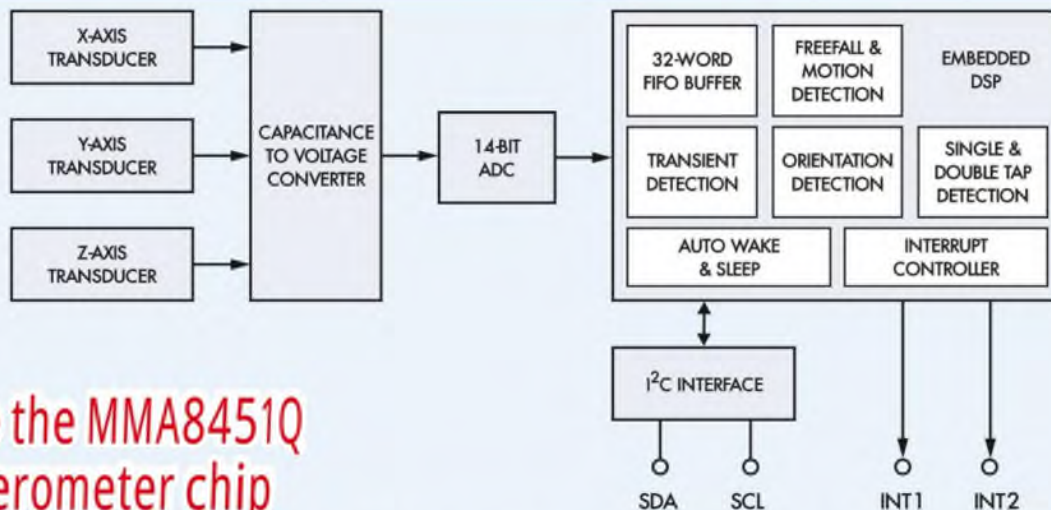 X-AXIS
TRANSDUCER
Y-AXIS
TRANSDUCER
Z-AXIS
TRANSDUCER
CAPACITANCE
TO VOLTAGE
CONVERTER
14-BIT
ADC
32-WORD
FIFO BUFFER
FREEFALL &
MOTION
DETECTION
EMBEDDED
DSP
TRANSIENT
DETECTION
ORIENTATION
DETECTION
SINGLE &
DOUBLE TAP
DETECTION
AUTO WAKE
& SLEEP
INTERRUPT
CONTROLLER
I²C INTERFACE
SDA
SCL
INT1
INT2
the MMA8451Q
erometer chip